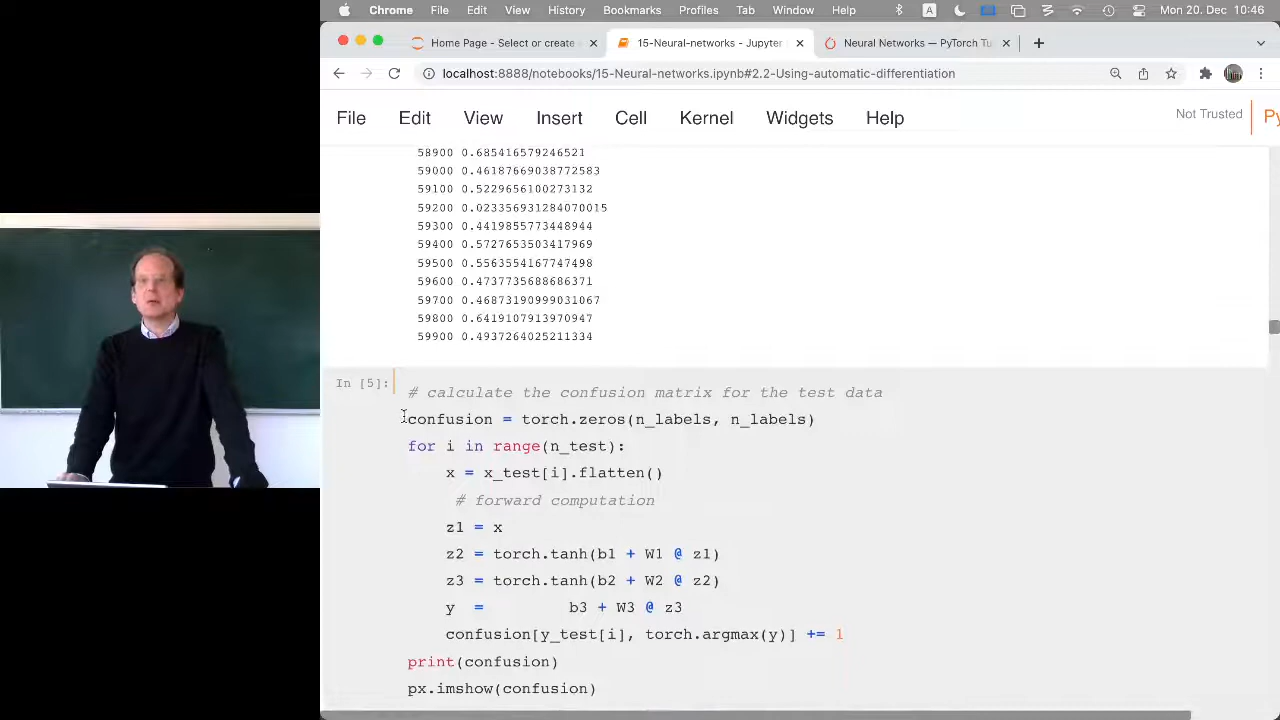 Chrome File Edit View History Bookmarks Profiles Tab Window Help A Mon 20. Dec 10:46
Home Page - Select or create 15-Neural-networks - Jupyter Neural Networks — PyTorch Tu
localhost:8888/notebooks/15-Neural-networks.ipynb#2.2-Using-automatic-differentiation
File Edit View Insert Cell Kernel Widgets Help Not Trusted Py
58900 0.685416579246521
59000 0.46187669038772583
59100 0.5229656100273132
59200 0.023356931284070015
59300 0.4419855773448944
59400 0.5727653503417969
59500 0.5563554167747498
59600 0.4737735688686371
59700 0.46873190999031067
59800 0.6419107913970947
59900 0.4937264025211334
In [5]:
# calculate the confusion matrix for the test data
confusion = torch.zeros(n_labels, n_labels)
for i in range(n_test):
x = x_test[i].flatten()
# forward computation
z1 = x
z2 = torch.tanh(b1 + W1 @ z1)
z3 = torch.tanh(b2 + W2 @ z2)
y = b3 + W3 @ z3
confusion[y_test[i], torch.argmax(y)] += 1
print(confusion)
px.imshow(confusion)